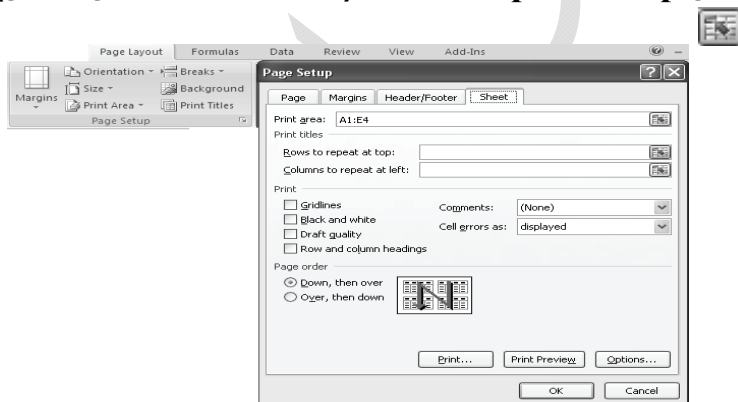 Page Layout Formulas Data Review View Add-Ins
Orientation Breaks
Size Background
Margins
Print Area Print Titles
Page Setup
Page Setup
Page Margins Header/Footer Sheet
Print area: A1:E4
Print titles
Rows to repeat at top:
Columns to repeat at left:
Print
Gridlines
Black and white
Draft quality
Row and column headings
Comments: (None)
Cell errors as: displayed
Page order
Down, then over
Over, then down
Print... Print Preview Options...
OK Cancel